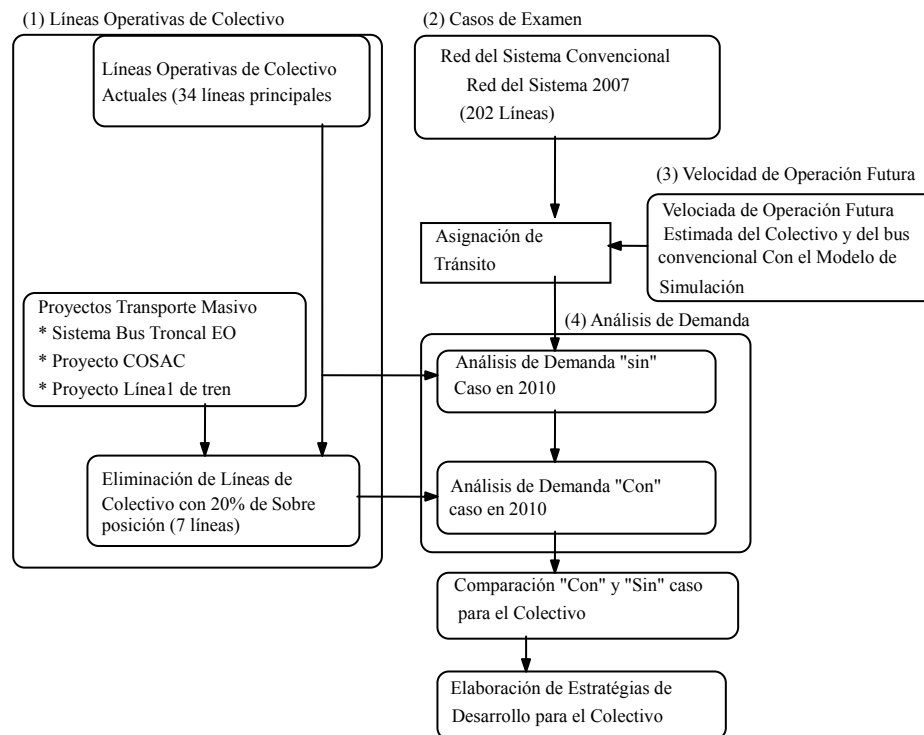 (1) Líneas Operativas de Colectivo
Líneas Operativas de Colectivo
Actuales (34 líneas principales
Proyectos Transporte Masivo
* Sistema Bus Troncal EO
* Proyecto COSAC
* Proyecto Línea1 de tren
Eliminación de Líneas de
Colectivo con 20% de Sobre
posición (7 líneas)
(2) Casos de Examen
Red del Sistema Convencional
Red del Sistema 2007
(202 Líneas)
(3) Velocidad de Operación Futura
Velociada de Operación Futura
Estimada del Colectivo y del bus
convencional Con el Modelo de
Simulación
Asignación de
Tránsito
(4) Análisis de Demanda
Análisis de Demanda "sin"
Caso en 2010
Análisis de Demanda "Con"
caso en 2010
Comparación "Con" y "Sin" caso
para el Colectivo
Elaboración de Estratégias de
Desarrollo para el Colectivo